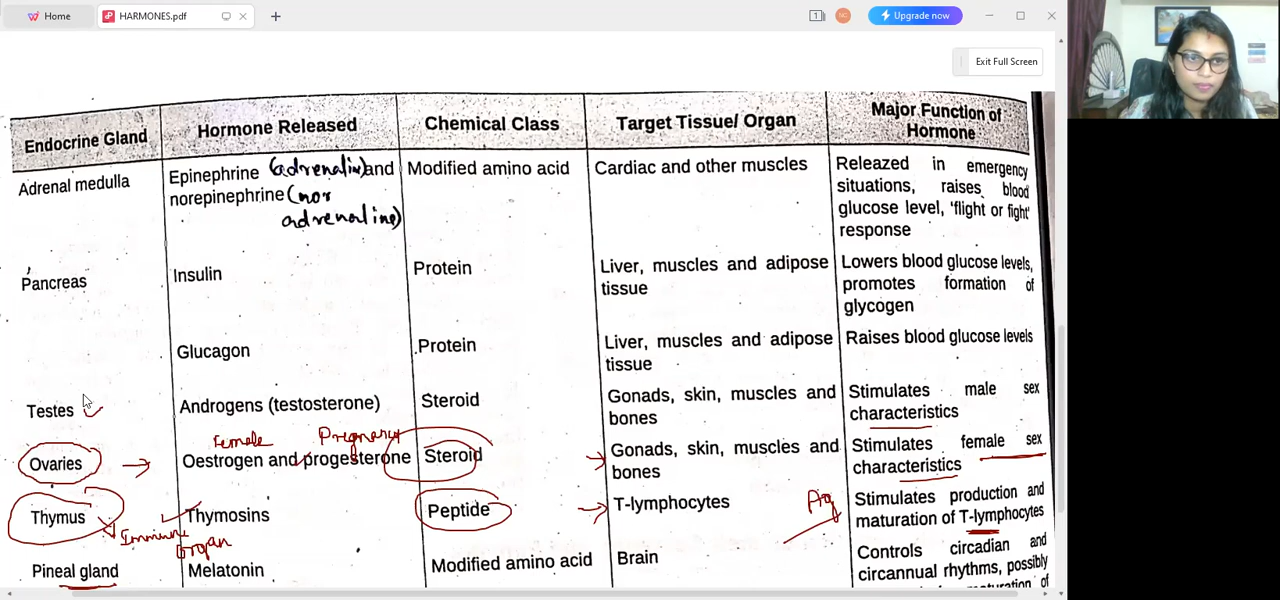 Home
HARMONES.pdf
1
NC
Upgrade now
Exit Full Screen
Endocrine Gland
Hormone Released
Chemical Class
Target Tissue/ Organ
Major Function of
Hormone
Adrenal medulla
Epinephrine (adrenalin) and
norepinephrine (nor
adrenaline)
Modified amino acid
Cardiac and other muscles
Releazed in emergency
situations, raises blood
glucose level, 'flight or fight'
response
Pancreas
Insulin
Protein
Liver, muscles and adipose
tissue
Lowers blood glucose levels,
promotes formation of
glycogen
Glucagon
Protein
Liver, muscles and adipose
tissue
Raises blood glucose levels
Testes
Androgens (testosterone)
Steroid
Gonads, skin, muscles and
bones
Stimulates male sex
characteristics
Ovaries
Female
Pregnancy
Oestrogen and progesterone
Steroid
Gonads, skin, muscles and
bones
Stimulates female sex
characteristics
Thymus
Immune
organ
Thymosins
Peptide
T-lymphocytes
Stimulates production and
maturation of T-lymphocytes
Pineal gland
Melatonin
Modified amino acid
Brain
Controls circadian and
circannual rhythms, possibly
maturation of